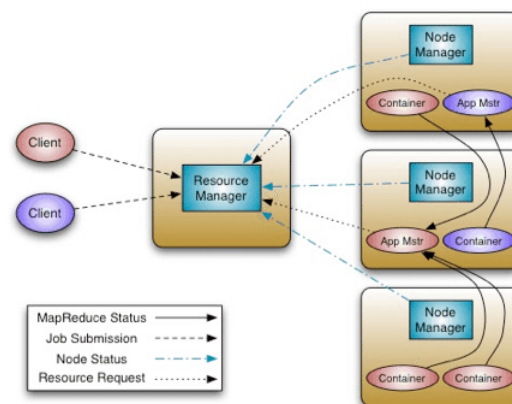 Node
Manager
Container
App Mstr
Client
Client
Resource
Manager
Node
Manager
App Mstr
Container
Node
Manager
Container
Container
MapReduce Status
Job Submission
Node Status
Resource Request